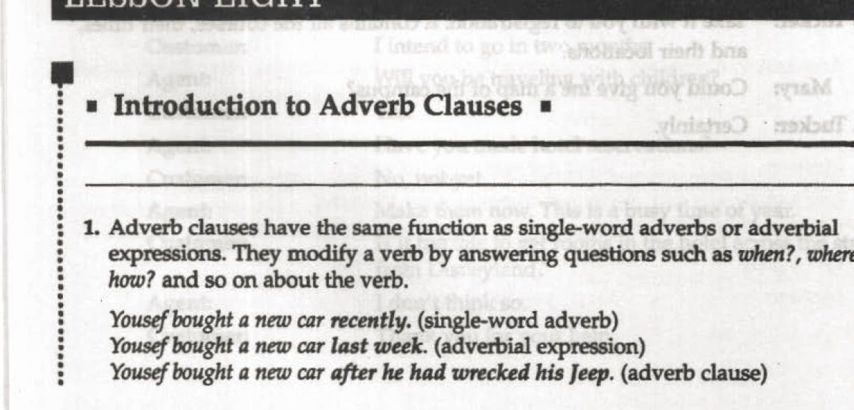 LESSON EIGHT
▪ Introduction to Adverb Clauses ▪
1. Adverb clauses have the same function as single-word adverbs or adverbial
expressions. They modify a verb by answering questions such as when?, where
how? and so on about the verb.
Yousef bought a new car recently. (single-word adverb)
Yousef bought a new car last week. (adverbial expression)
Yousef bought a new car after he had wrecked his Jeep. (adverb clause)